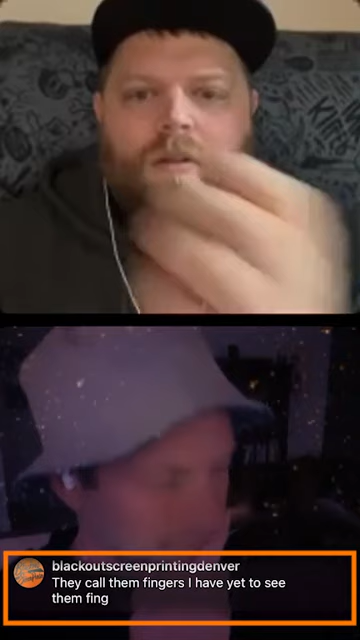 blackoutscreenprintingdenver
They call them fingers I have yet to see
them fing